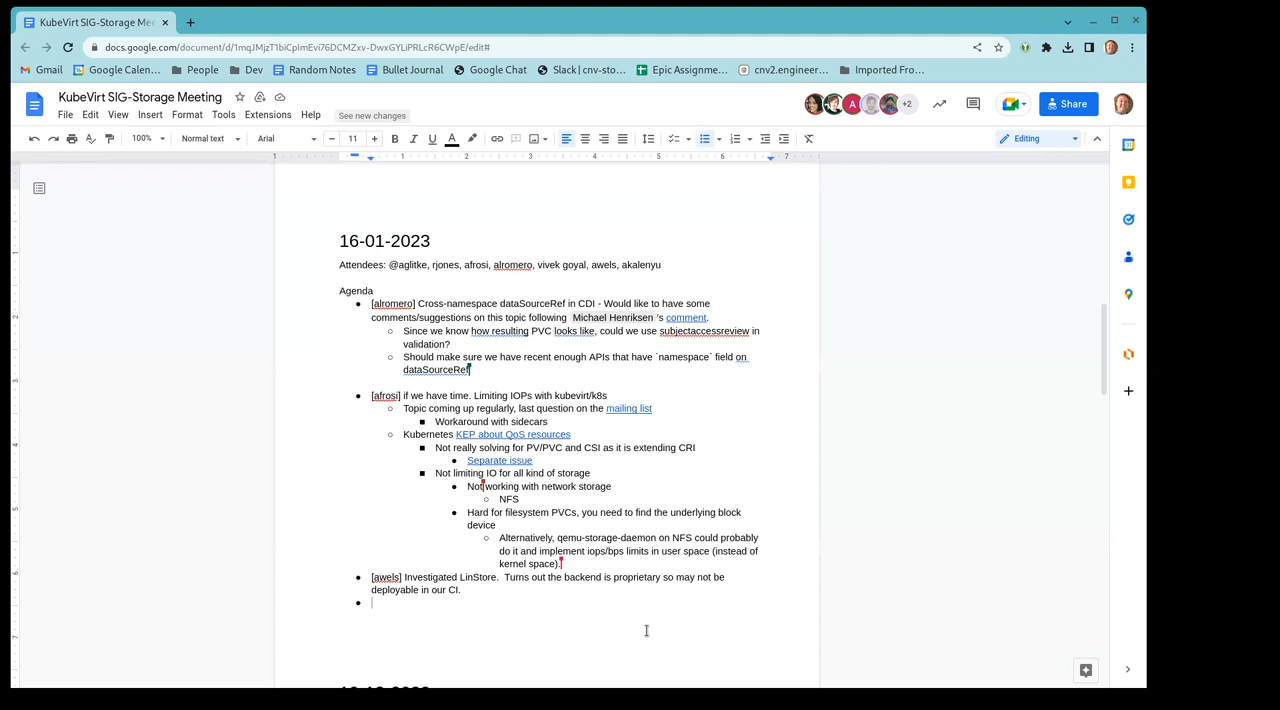 KubeVirt SIG-Storage Mee
docs.google.com/document/d/1mqJMjzT1biCpImEvi76DCMZxv-DwxGYLiPRLcR6CWpE/edit#
Gmail Google Calen... People Dev Random Notes Bullet Journal Google Chat Slack | cnv-sto... Epic Assignme... cnv2.engineer... Imported Fro...
KubeVirt SIG-Storage Meeting
+2
Share
File Edit View Insert Format Tools Extensions Help See new changes
100% Normal text Arial 11 Editing
1 1 2 3 4 5 6 7
16-01-2023
Attendees: @aglitke, rjones, afrosi, alromero, vivek goyal, awels, akalenyu
Agenda
● [alromero] Cross-namespace dataSourceRef in CDI - Would like to have some
comments/suggestions on this topic following Michael Henriksen 's comment.
○ Since we know how resulting PVC looks like, could we use subjectaccessreview in
validation?
○ Should make sure we have recent enough APIs that have `namespace` field on
dataSourceRef
● [afrosi] if we have time. Limiting IOPs with kubevirt/k8s
○ Topic coming up regularly, last question on the mailing list
■ Workaround with sidecars
○ Kubernetes KEP about QoS resources
■ Not really solving for PV/PVC and CSI as it is extending CRI
● Separate issue
■ Not limiting IO for all kind of storage
● Not working with network storage
○ NFS
● Hard for filesystem PVCs, you need to find the underlying block
device
○ Alternatively, qemu-storage-daemon on NFS could probably
do it and implement iops/bps limits in user space (instead of
kernel space).
● [awels] Investigated LinStore. Turns out the backend is proprietary so may not be
deployable in our CI.
●